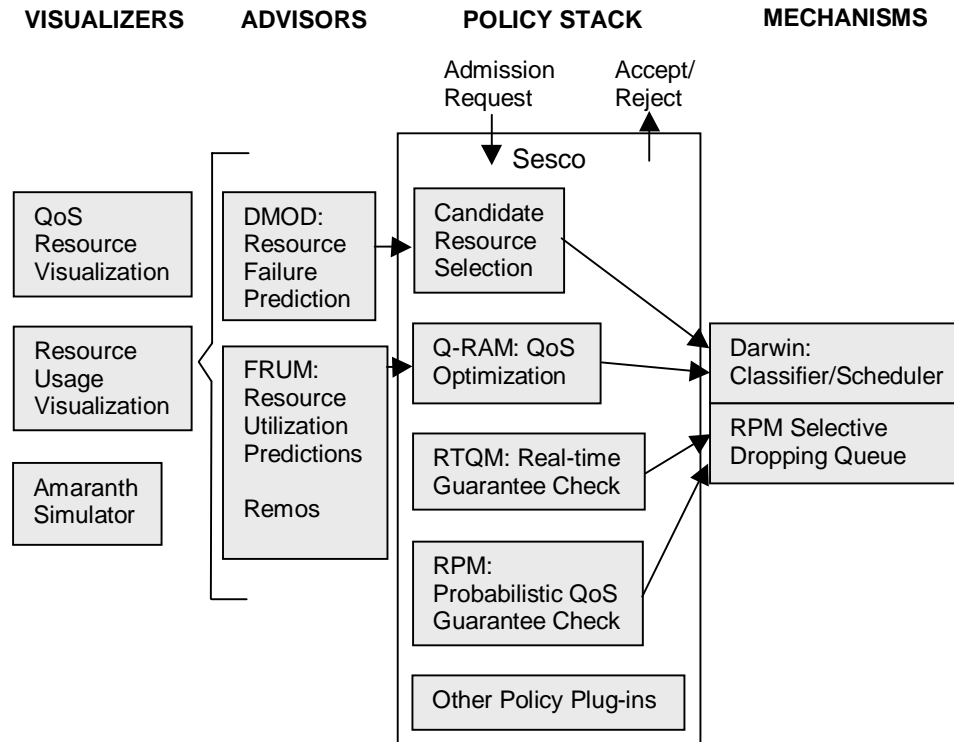 VISUALIZERS
ADVISORS
POLICY STACK
MECHANISMS
Admission
Request
Accept/
Reject
Sesco
QoS
Resource
Visualization
Resource
Usage
Visualization
Amaranth
Simulator
DMOD:
Resource
Failure
Prediction
FRUM:
Resource
Utilization
Predictions
Remos
Candidate
Resource
Selection
Q-RAM: QoS
Optimization
RTQM: Real-time
Guarantee Check
RPM:
Probabilistic QoS
Guarantee Check
Other Policy Plug-ins
Darwin:
Classifier/Scheduler
RPM Selective
Dropping Queue